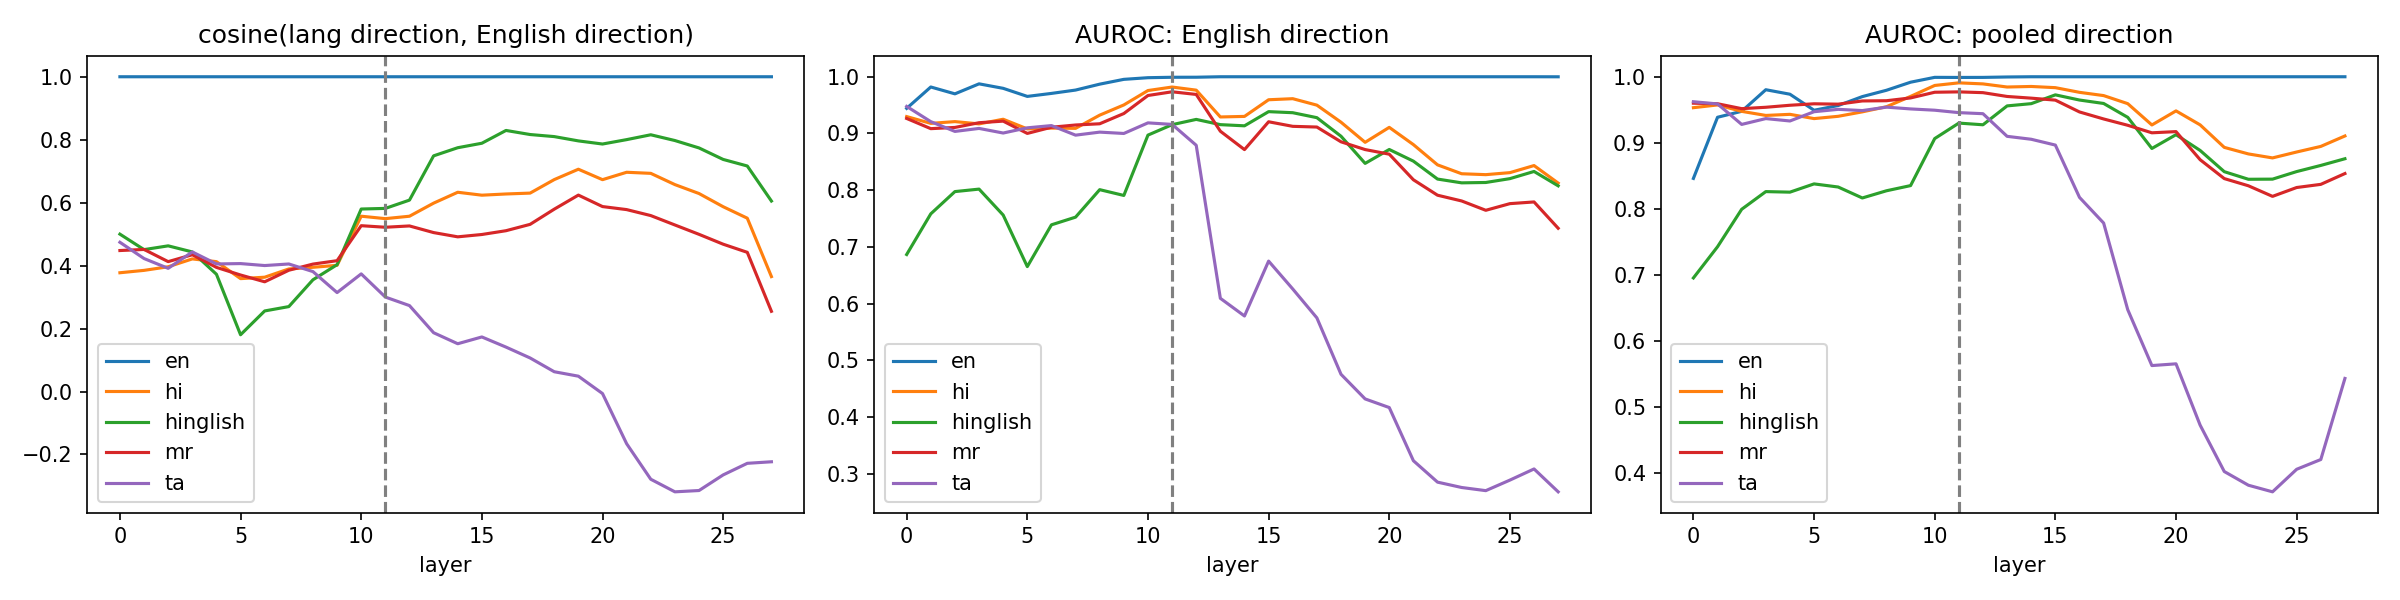 cosine(lang direction, English direction)
1.0
0.8
0.6
0.4
0.2
0.0
−0.2
en
hi
hinglish
mr
ta
0 5 10 15 20 25
layer
AUROC: English direction
1.0
0.9
0.8
0.7
0.6
0.5
0.4
0.3
en
hi
hinglish
mr
ta
0 5 10 15 20 25
layer
AUROC: pooled direction
1.0
0.9
0.8
0.7
0.6
0.5
0.4
en
hi
hinglish
mr
ta
0 5 10 15 20 25
layer